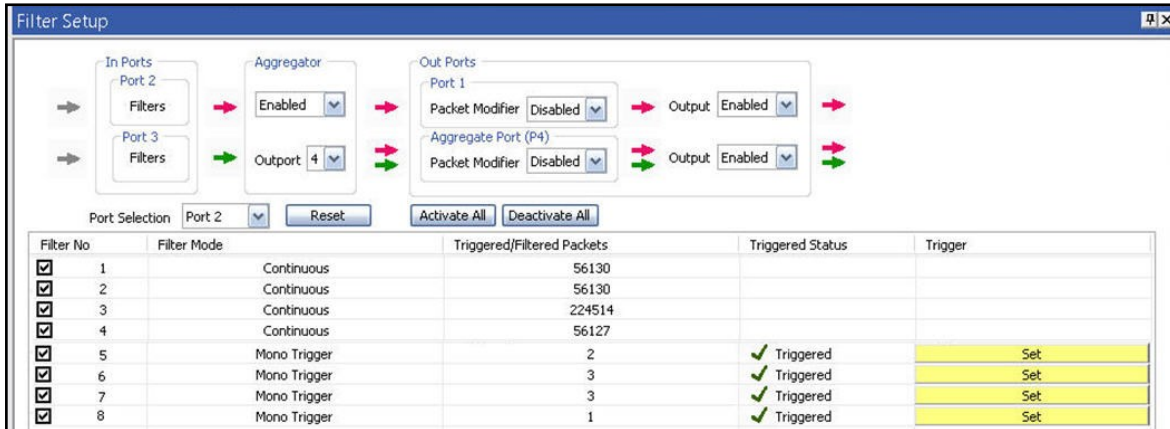 Filter Setup
In Ports
Aggregator
Out Ports
Port 2
Port 1
Filters
Enabled
Packet Modifier Disabled
Output Enabled
Port 3
Aggregate Port (P4)
Filters
Outport 4
Packet Modifier Disabled
Output Enabled
Port Selection Port 2 Reset Activate All Deactivate All
Filter No Filter Mode Triggered/Filtered Packets Triggered Status Trigger
1 Continuous 56130
2 Continuous 56130
3 Continuous 224514
4 Continuous 56127
5 Mono Trigger 2 Triggered Set
6 Mono Trigger 3 Triggered Set
7 Mono Trigger 3 Triggered Set
8 Mono Trigger 1 Triggered Set